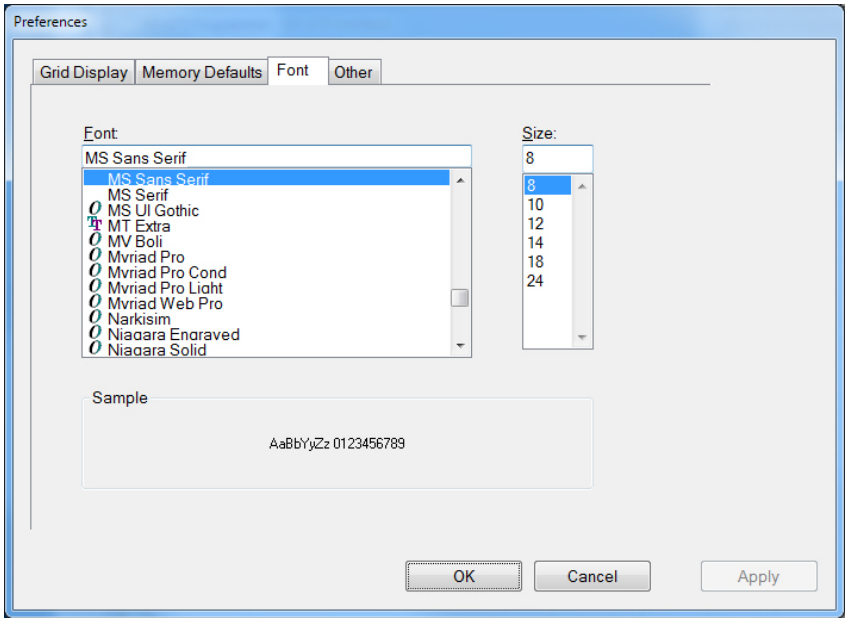 Preferences
Grid Display Memory Defaults Font Other
Font: Size:
MS Sans Serif 8
MS Sans Serif 8
MS Serif 10
MS UI Gothic 12
MT Extra 14
MV Boli 18
Myriad Pro 24
Myriad Pro Cond
Myriad Pro Light
Myriad Web Pro
Narkisim
Niagara Engraved
Niagara Solid
Sample
AaBbYyZz 0123456789
OK Cancel Apply